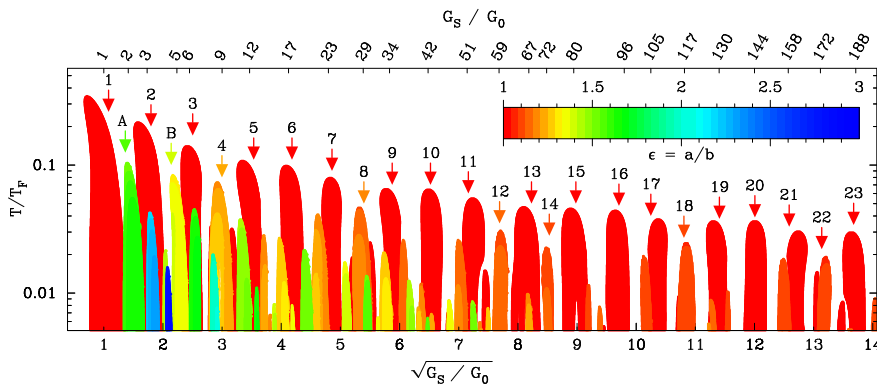 G_S / G_0
1 2 3 5 6 9 12 17 23 29 34 42 51 59 67 72 80 96 105 117 130 144 158 172 188
1 1.5 2 2.5 3
ϵ = a/b
1 2 3 4 5 6 7 8 9 10 11 12 13 14 15 16 17 18 19 20 21 22 23
A B
T/T_F
0.1
0.01
1 2 3 4 5 6 7 8 9 10 11 12 13 14
√G_S / G_0